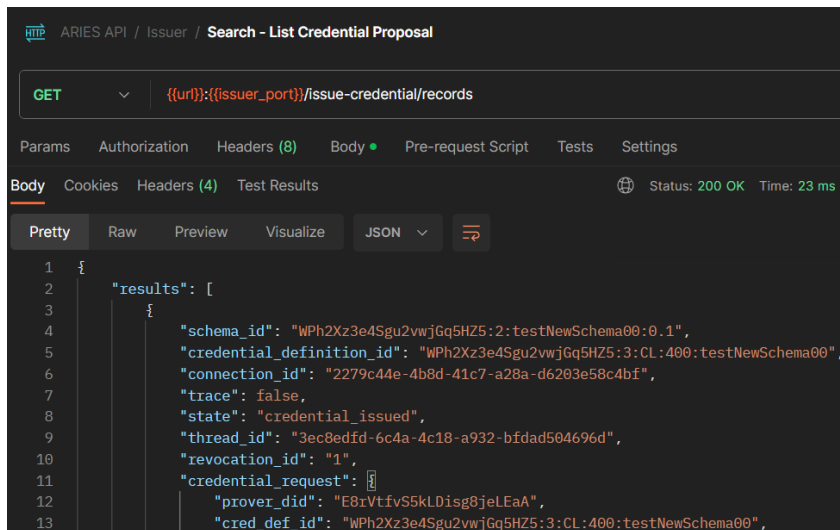 HTTP ARIES API / Issuer / Search - List Credential Proposal
GET {{url}}:{{issuer_port}}/issue-credential/records
Params Authorization Headers (8) Body Pre-request Script Tests Settings
Body Cookies Headers (4) Test Results Status: 200 OK Time: 23 ms
Pretty Raw Preview Visualize JSON
1 {
2 "results": [
3 {
4 "schema_id": "WPh2Xz3e4Sgu2vwjGq5HZ5:2:testNewSchema00:0.1",
5 "credential_definition_id": "WPh2Xz3e4Sgu2vwjGq5HZ5:3:CL:400:testNewSchema00",
6 "connection_id": "2279c44e-4b8d-41c7-a28a-d6203e58c4bf",
7 "trace": false,
8 "state": "credential_issued",
9 "thread_id": "3ec8edfd-6c4a-4c18-a932-bfdad504696d",
10 "revocation_id": "1",
11 "credential_request": {
12 "prover_did": "E8rVtfvS5kLDisg8jeLEaA",
13 "cred_def_id": "WPh2Xz3e4Sgu2vwjGq5HZ5:3:CL:400:testNewSchema00",